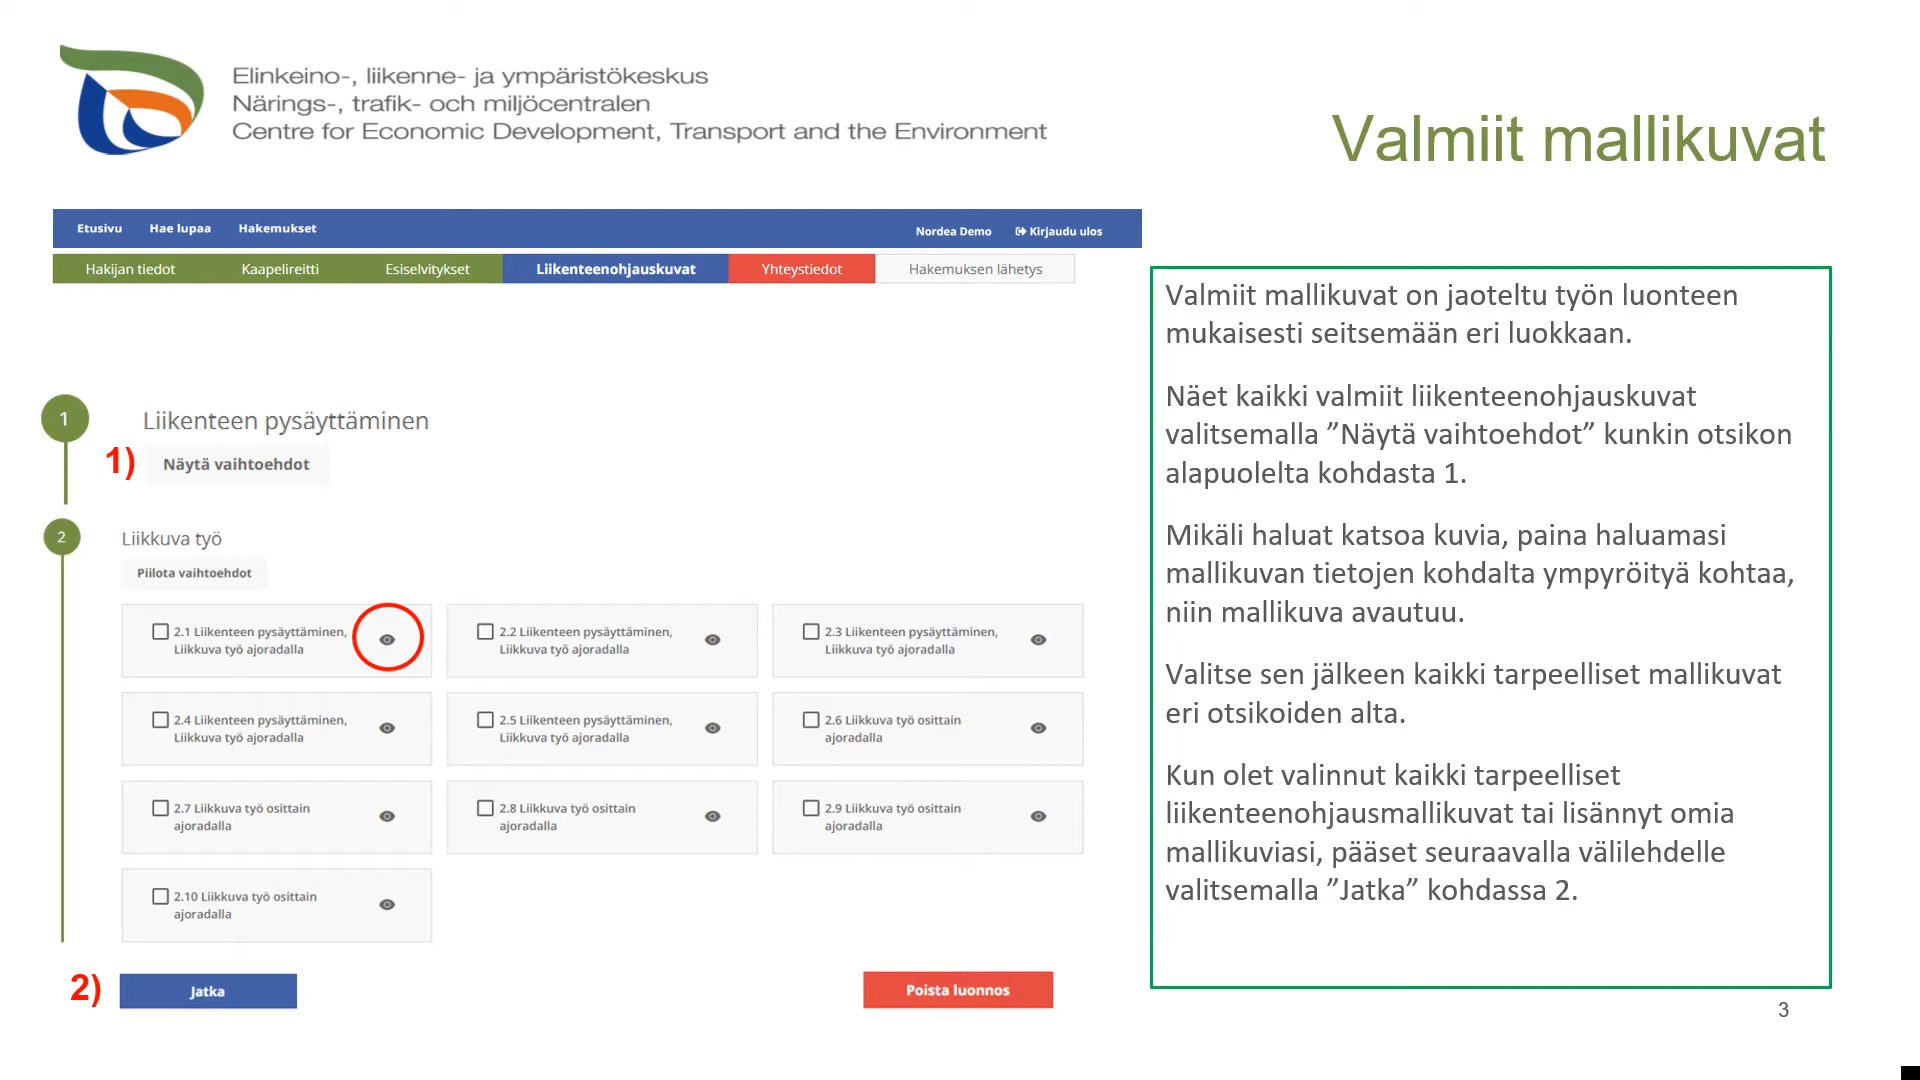 Elinkeino-, liikenne- ja ympäristökeskus
Närings-, trafik- och miljöcentralen
Centre for Economic Development, Transport and the Environment
Valmiit mallikuvat
Etusivu Hae lupaa Hakemukset Nordea Demo Kirjaudu ulos
Hakijan tiedot Kaapelireitti Esiselvitykset Liikenteenohjauskuvat Yhteystiedot Hakemuksen lähetys
1 Liikenteen pysäyttäminen
1) Näytä vaihtoehdot
2 Liikkuva työ
Piilota vaihtoehdot
2.1 Liikenteen pysäyttäminen,
Liikkuva työ ajoradalla
2.2 Liikenteen pysäyttäminen,
Liikkuva työ ajoradalla
2.3 Liikenteen pysäyttäminen,
Liikkuva työ ajoradalla
2.4 Liikenteen pysäyttäminen,
Liikkuva työ ajoradalla
2.5 Liikenteen pysäyttäminen,
Liikkuva työ ajoradalla
2.6 Liikkuva työ osittain
ajoradalla
2.7 Liikkuva työ osittain
ajoradalla
2.8 Liikkuva työ osittain
ajoradalla
2.9 Liikkuva työ osittain
ajoradalla
2.10 Liikkuva työ osittain
ajoradalla
2) Jatka Poista luonnos
Valmiit mallikuvat on jaoteltu työn luonteen
mukaisesti seitsemään eri luokkaan.
Näet kaikki valmiit liikenteenohjauskuvat
valitsemalla ”Näytä vaihtoehdot” kunkin otsikon
alapuolelta kohdasta 1.
Mikäli haluat katsoa kuvia, paina haluamasi
mallikuvan tietojen kohdalta ympyröityä kohtaa,
niin mallikuva avautuu.
Valitse sen jälkeen kaikki tarpeelliset mallikuvat
eri otsikoiden alta.
Kun olet valinnut kaikki tarpeelliset
liikenteenohjausmallikuvat tai lisännyt omia
mallikuviasi, pääset seuraavalla välilehdelle
valitsemalla ”Jatka” kohdassa 2.
3